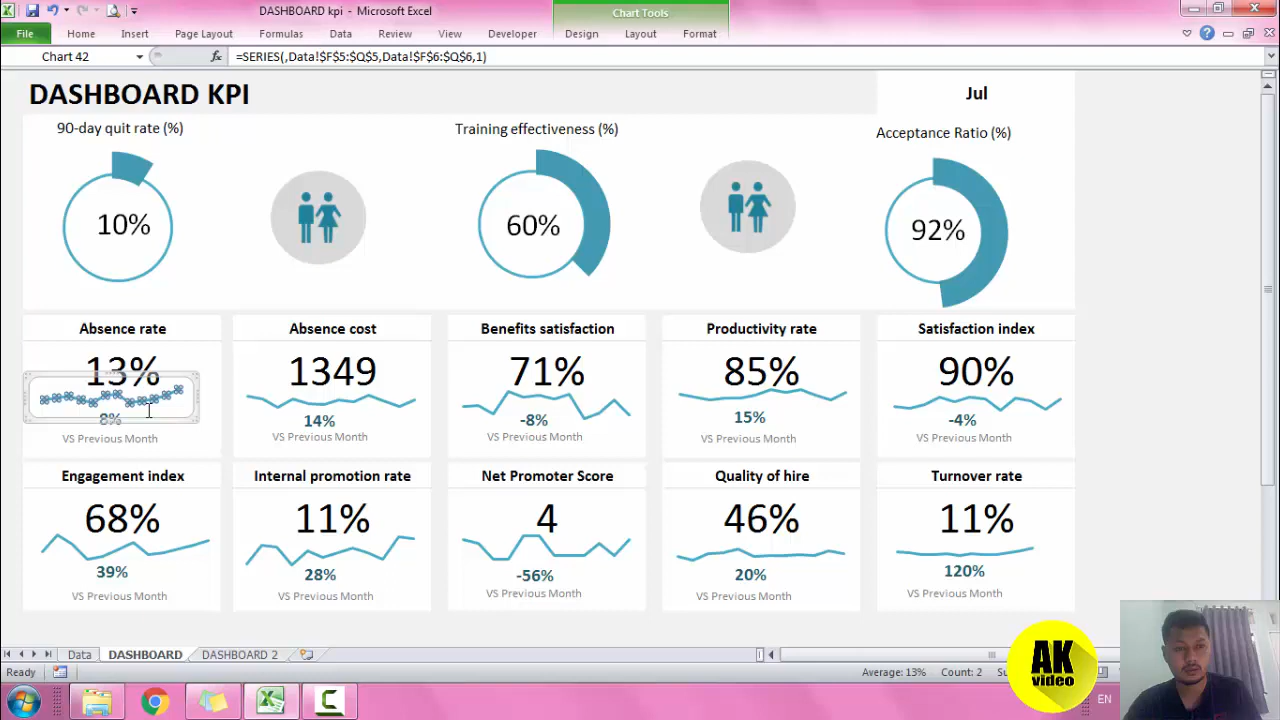 DASHBOARD kpi - Microsoft Excel
Chart Tools
File Home Insert Page Layout Formulas Data Review View Developer Design Layout Format
Chart 42 fx =SERIES(,Data!$F$5:$Q$5,Data!$F$6:$Q$6,1)
DASHBOARD KPI
Jul
90-day quit rate (%)
Training effectiveness (%)
Acceptance Ratio (%)
10%
60%
92%
Absence rate
Absence cost
Benefits satisfaction
Productivity rate
Satisfaction index
13%
1349
71%
85%
90%
8%
14%
-8%
15%
-4%
VS Previous Month
VS Previous Month
VS Previous Month
VS Previous Month
VS Previous Month
Engagement index
Internal promotion rate
Net Promoter Score
Quality of hire
Turnover rate
68%
11%
4
46%
11%
39%
28%
-56%
20%
120%
VS Previous Month
VS Previous Month
VS Previous Month
VS Previous Month
VS Previous Month
Data DASHBOARD DASHBOARD 2
Ready Average: 13% Count: 2
AK
video
EN